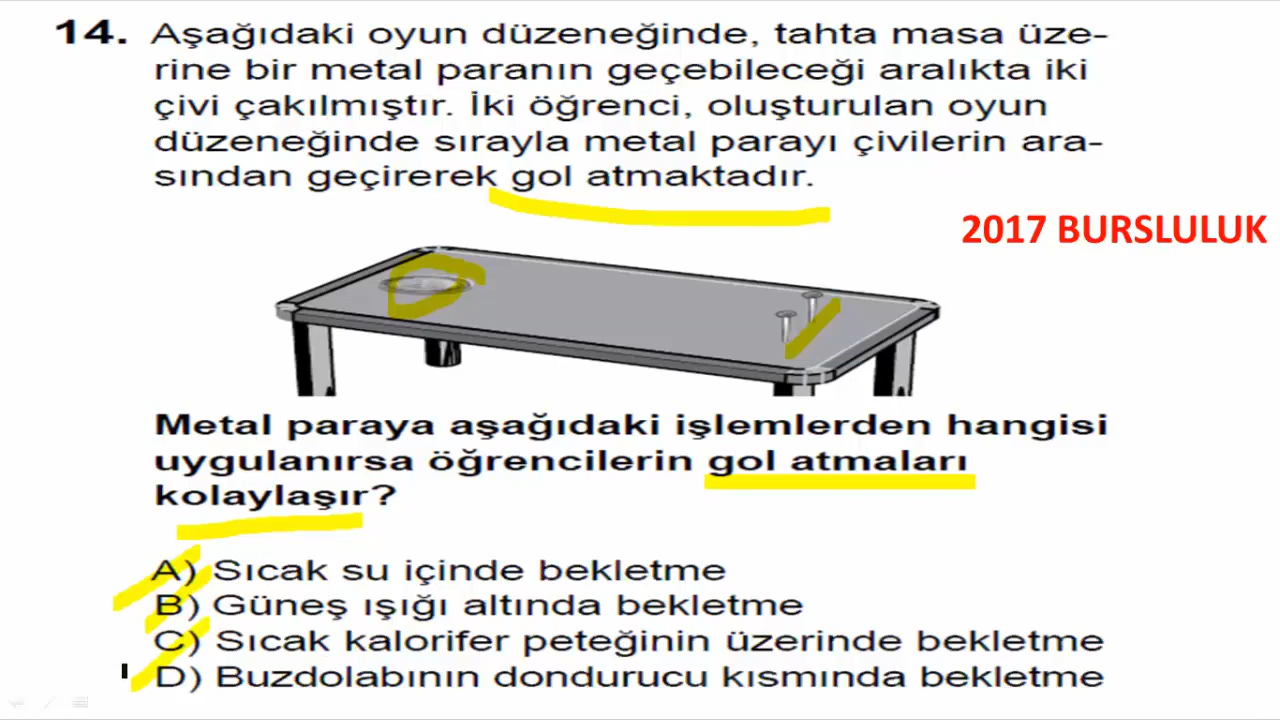 14. Aşağıdaki oyun düzeneğinde, tahta masa üze-
rine bir metal paranın geçebileceği aralıkta iki
çivi çakılmıştır. İki öğrenci, oluşturulan oyun
düzeneğinde sırayla metal parayı çivilerin ara-
sından geçirerek gol atmaktadır.
2017 BURSLULUK
Metal paraya aşağıdaki işlemlerden hangisi
uygulanırsa öğrencilerin gol atmaları
kolaylaşır?
A) Sıcak su içinde bekletme
B) Güneş ışığı altında bekletme
C) Sıcak kalorifer peteğinin üzerinde bekletme
D) Buzdolabının dondurucu kısmında bekletme